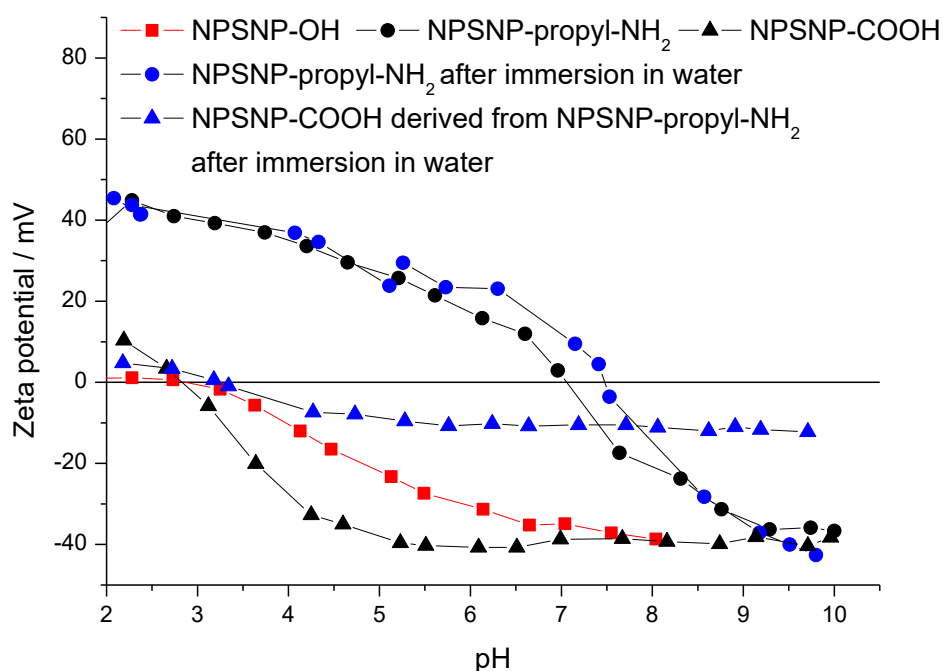 NPSNP-OH NPSNP-propyl-NH₂ NPSNP-COOH
NPSNP-propyl-NH₂ after immersion in water
NPSNP-COOH derived from NPSNP-propyl-NH₂
after immersion in water
80
60
40
20
0
-20
-40
Zeta potential / mV
2 3 4 5 6 7 8 9 10
pH